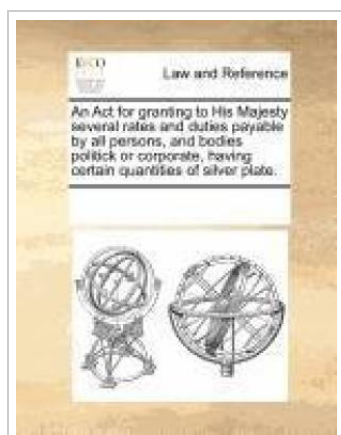 ECCO
Law and Reference
An Act for granting to His Majesty
several rates and duties payable
by all persons, and bodies
politick or corporate, having
certain quantities of silver plate.